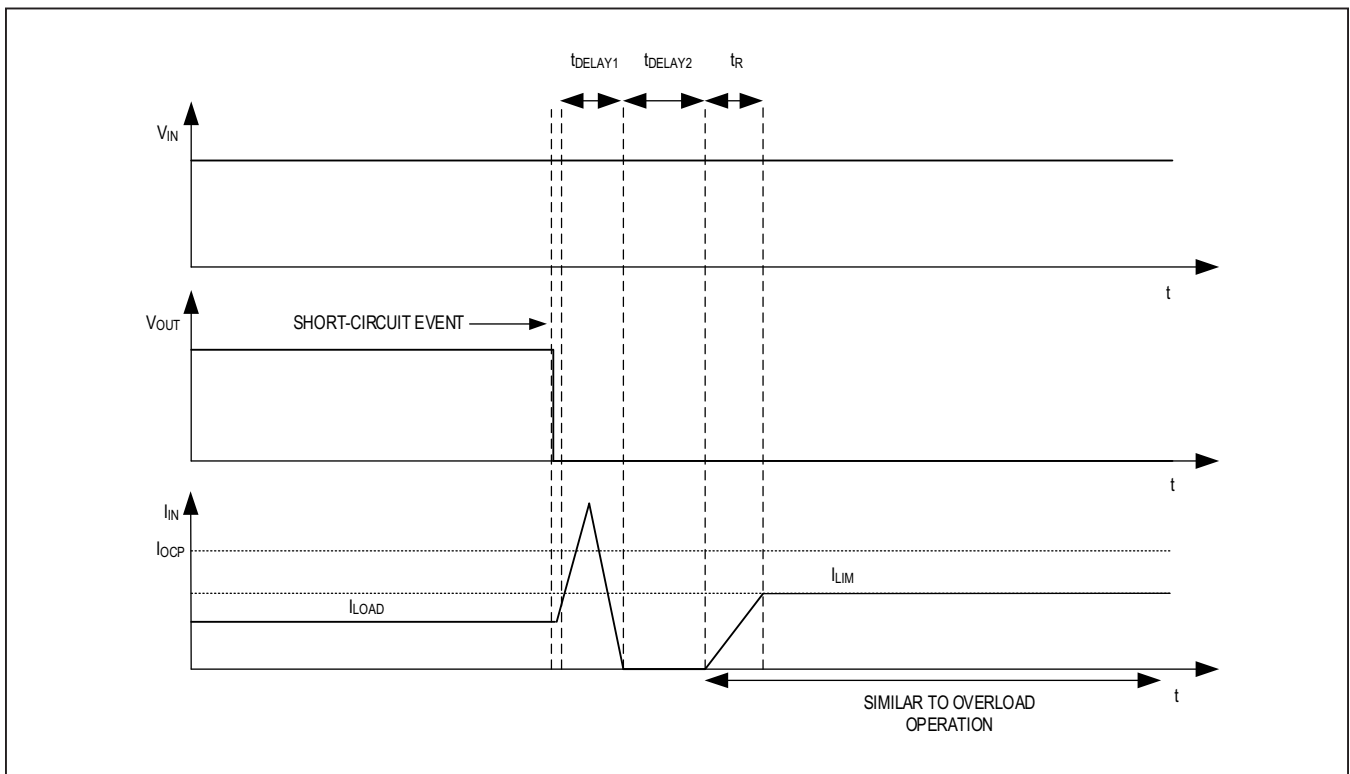 tDELAY1 tDELAY2 tR
VIN
t
VOUT
SHORT-CIRCUIT EVENT
t
IIN
IOCP
ILIM
ILOAD
t
SIMILAR TO OVERLOAD
OPERATION